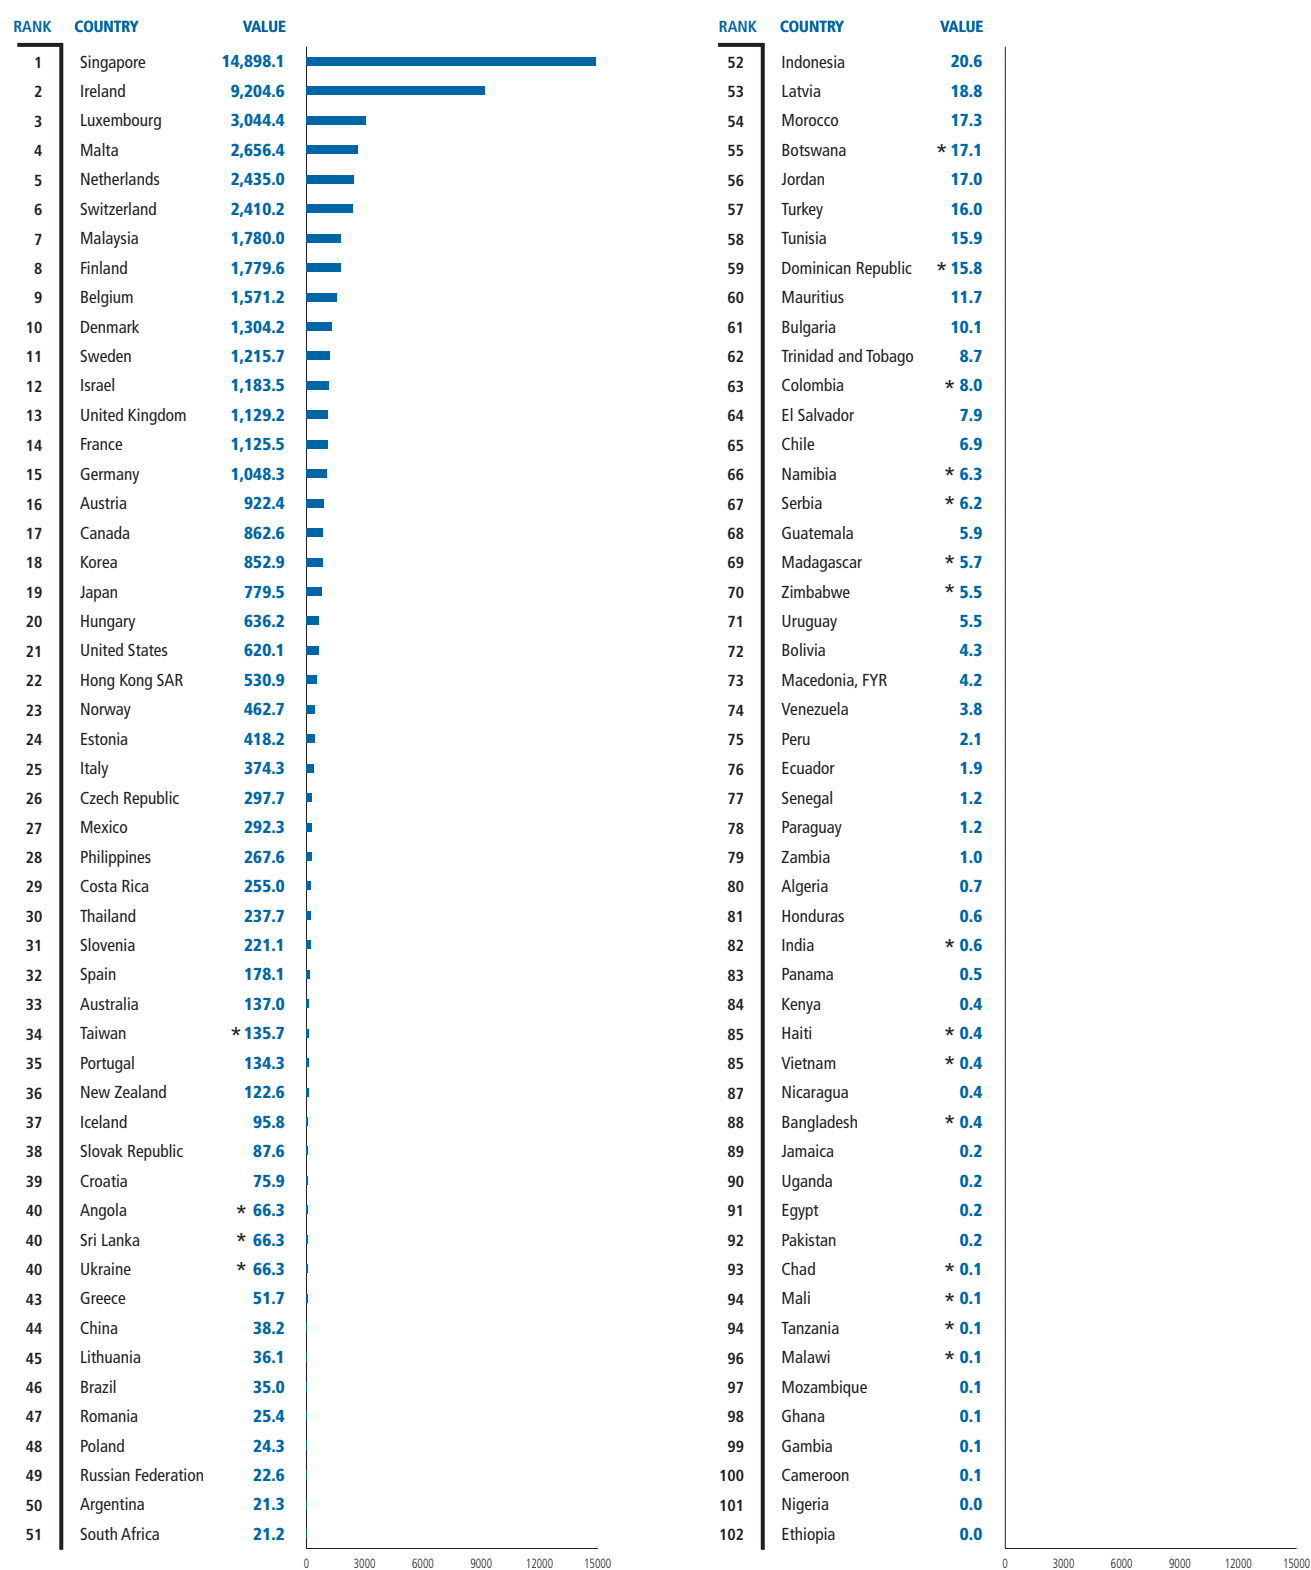 RANK COUNTRY VALUE
1 Singapore 14,898.1
2 Ireland 9,204.6
3 Luxembourg 3,044.4
4 Malta 2,656.4
5 Netherlands 2,435.0
6 Switzerland 2,410.2
7 Malaysia 1,780.0
8 Finland 1,779.6
9 Belgium 1,571.2
10 Denmark 1,304.2
11 Sweden 1,215.7
12 Israel 1,183.5
13 United Kingdom 1,129.2
14 France 1,125.5
15 Germany 1,048.3
16 Austria 922.4
17 Canada 862.6
18 Korea 852.9
19 Japan 779.5
20 Hungary 636.2
21 United States 620.1
22 Hong Kong SAR 530.9
23 Norway 462.7
24 Estonia 418.2
25 Italy 374.3
26 Czech Republic 297.7
27 Mexico 292.3
28 Philippines 267.6
29 Costa Rica 255.0
30 Thailand 237.7
31 Slovenia 221.1
32 Spain 178.1
33 Australia 137.0
34 Taiwan * 135.7
35 Portugal 134.3
36 New Zealand 122.6
37 Iceland 95.8
38 Slovak Republic 87.6
39 Croatia 75.9
40 Angola * 66.3
40 Sri Lanka * 66.3
40 Ukraine * 66.3
43 Greece 51.7
44 China 38.2
45 Lithuania 36.1
46 Brazil 35.0
47 Romania 25.4
48 Poland 24.3
49 Russian Federation 22.6
50 Argentina 21.3
51 South Africa 21.2
0 3000 6000 9000 12000 15000
RANK COUNTRY VALUE
52 Indonesia 20.6
53 Latvia 18.8
54 Morocco 17.3
55 Botswana * 17.1
56 Jordan 17.0
57 Turkey 16.0
58 Tunisia 15.9
59 Dominican Republic * 15.8
60 Mauritius 11.7
61 Bulgaria 10.1
62 Trinidad and Tobago 8.7
63 Colombia * 8.0
64 El Salvador 7.9
65 Chile 6.9
66 Namibia * 6.3
67 Serbia * 6.2
68 Guatemala 5.9
69 Madagascar * 5.7
70 Zimbabwe * 5.5
71 Uruguay 5.5
72 Bolivia 4.3
73 Macedonia, FYR 4.2
74 Venezuela 3.8
75 Peru 2.1
76 Ecuador 1.9
77 Senegal 1.2
78 Paraguay 1.2
79 Zambia 1.0
80 Algeria 0.7
81 Honduras 0.6
82 India * 0.6
83 Panama 0.5
84 Kenya 0.4
85 Haiti * 0.4
85 Vietnam * 0.4
87 Nicaragua 0.4
88 Bangladesh * 0.4
89 Jamaica 0.2
90 Uganda 0.2
91 Egypt 0.2
92 Pakistan 0.2
93 Chad * 0.1
94 Mali * 0.1
94 Tanzania * 0.1
96 Malawi * 0.1
97 Mozambique 0.1
98 Ghana 0.1
99 Gambia 0.1
100 Cameroon 0.1
101 Nigeria 0.0
102 Ethiopia 0.0
0 3000 6000 9000 12000 15000